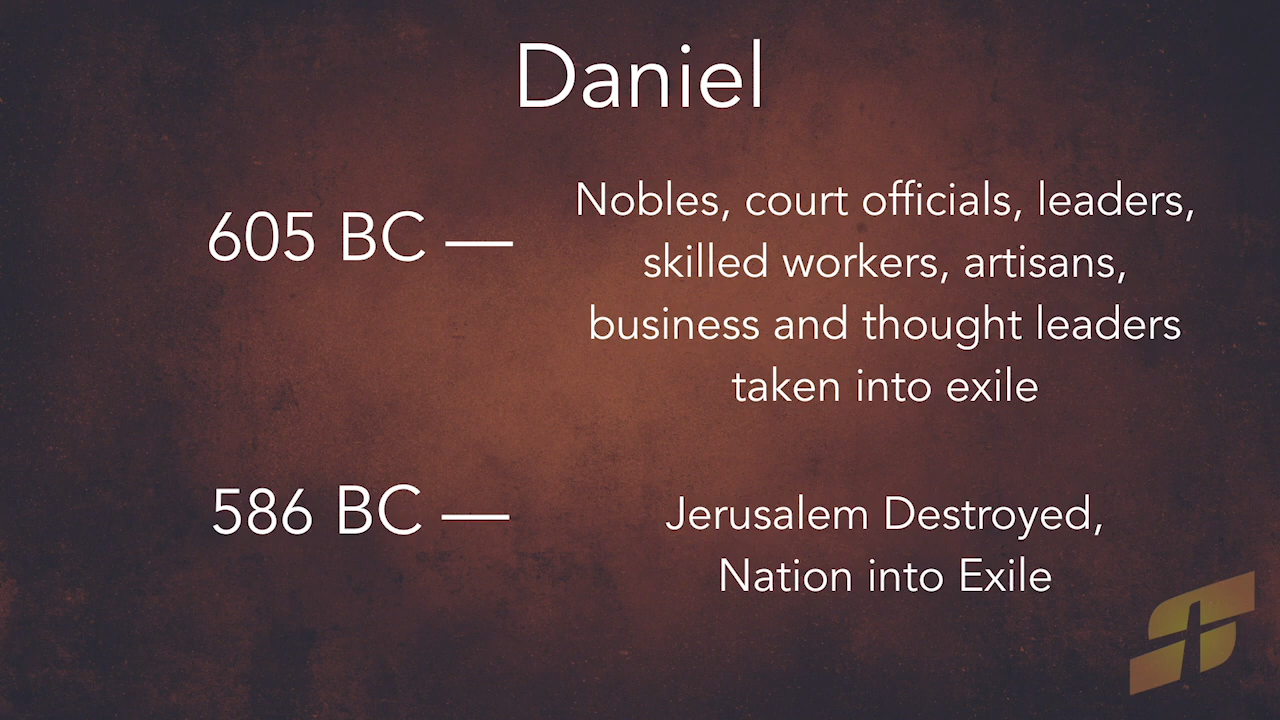 Daniel
605 BC —
Nobles, court officials, leaders,
skilled workers, artisans,
business and thought leaders
taken into exile
586 BC —
Jerusalem Destroyed,
Nation into Exile